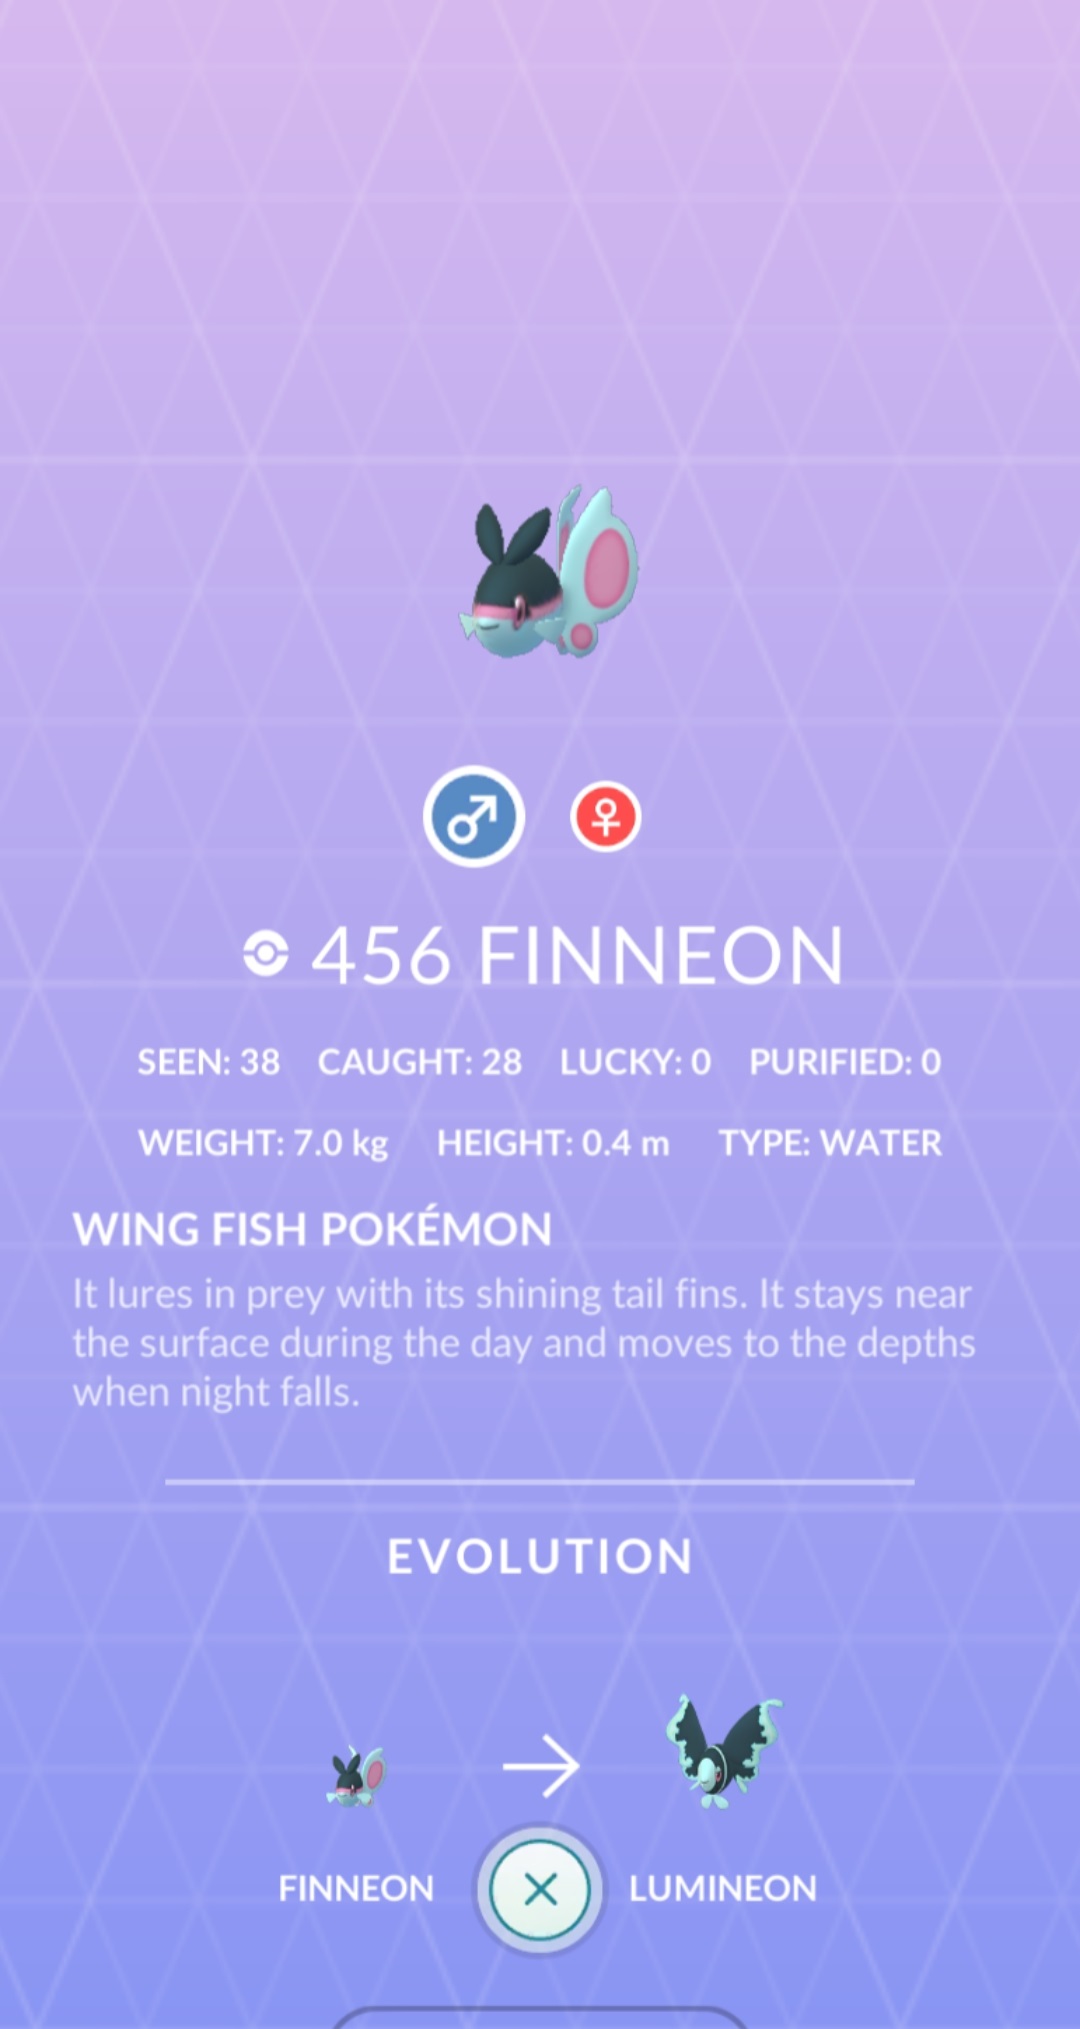 456 FINNEON
SEEN: 38 CAUGHT: 28 LUCKY: 0 PURIFIED: 0
WEIGHT: 7.0 kg HEIGHT: 0.4 m TYPE: WATER
WING FISH POKÉMON
It lures in prey with its shining tail fins. It stays near
the surface during the day and moves to the depths
when night falls.
EVOLUTION
FINNEON LUMINEON